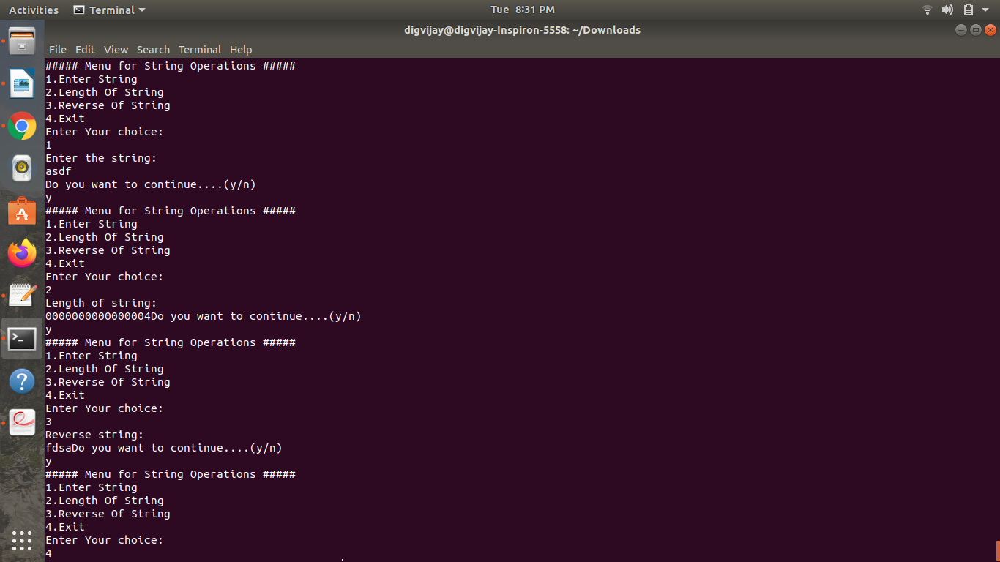 Activities Terminal Tue 8:31 PM
digvijay@digvijay-Inspiron-5558: ~/Downloads
File Edit View Search Terminal Help
##### Menu for String Operations #####
1.Enter String
2.Length Of String
3.Reverse Of String
4.Exit
Enter Your choice:
1
Enter the string:
asdf
Do you want to continue....(y/n)
y
##### Menu for String Operations #####
1.Enter String
2.Length Of String
3.Reverse Of String
4.Exit
Enter Your choice:
2
Length of string:
0000000000000004Do you want to continue....(y/n)
y
##### Menu for String Operations #####
1.Enter String
2.Length Of String
3.Reverse Of String
4.Exit
Enter Your choice:
3
Reverse string:
fdsaDo you want to continue....(y/n)
y
##### Menu for String Operations #####
1.Enter String
2.Length Of String
3.Reverse Of String
4.Exit
Enter Your choice:
4